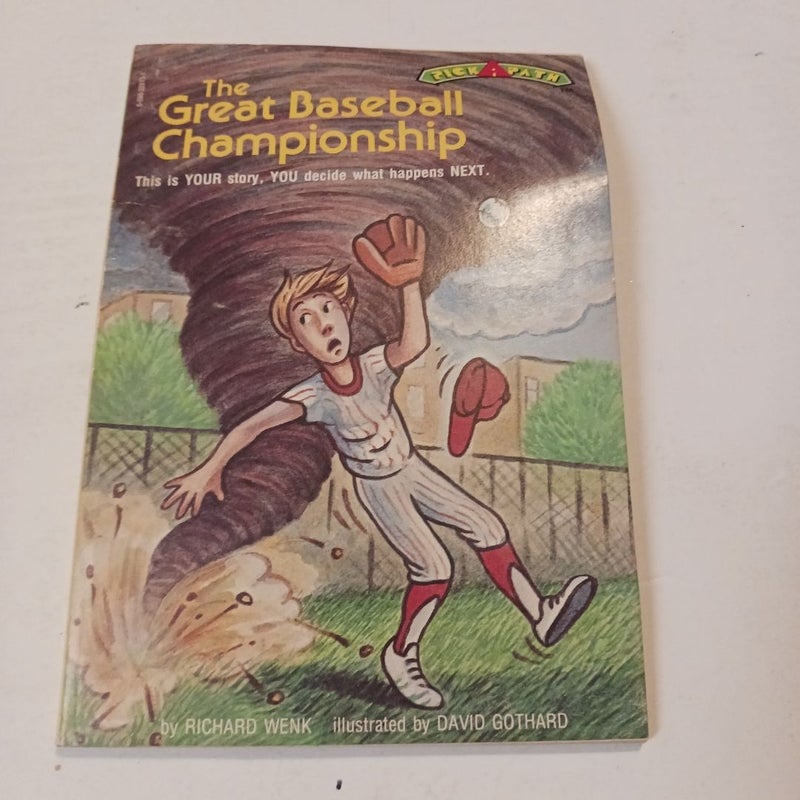 PICK A PATH
The
Great Baseball
Championship
This is YOUR story, YOU decide what happens NEXT.
by RICHARD WENK illustrated by DAVID GOTHARD